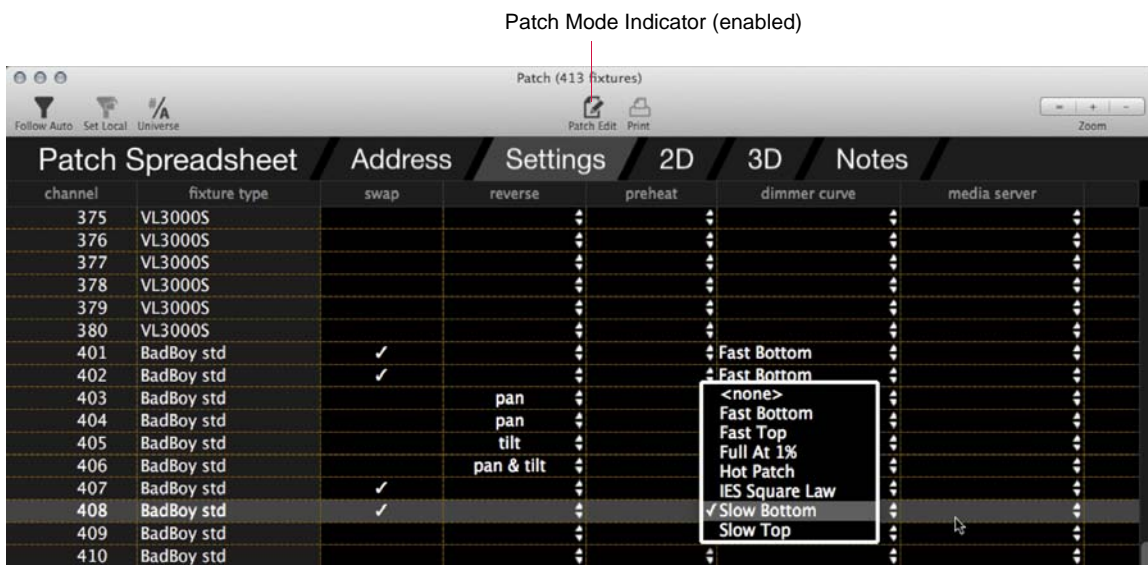 Patch Mode Indicator (enabled)
Patch (413 fixtures)
Follow Auto Set Local Universe Patch Edit Print Zoom
#/A
= + -
Patch Spreadsheet Address Settings 2D 3D Notes
channel fixture type swap reverse preheat dimmer curve media server
375 VL3000S
376 VL3000S
377 VL3000S
378 VL3000S
379 VL3000S
380 VL3000S
401 BadBoy std ✓ Fast Bottom
402 BadBoy std ✓ Fast Bottom
403 BadBoy std pan
404 BadBoy std pan
405 BadBoy std tilt
406 BadBoy std pan & tilt
407 BadBoy std ✓
408 BadBoy std ✓
409 BadBoy std
410 BadBoy std
<none>
Fast Bottom
Fast Top
Full At 1%
Hot Patch
IES Square Law
✓Slow Bottom
Slow Top